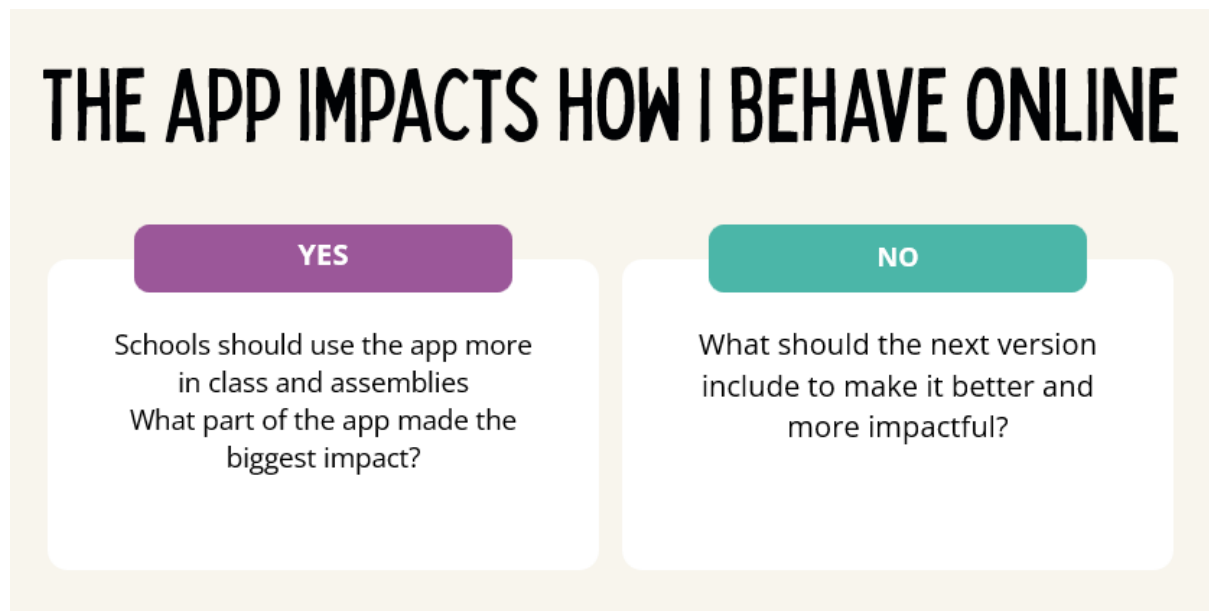 THE APP IMPACTS HOW I BEHAVE ONLINE
YES
Schools should use the app more
in class and assemblies
What part of the app made the
biggest impact?
NO
What should the next version
include to make it better and
more impactful?